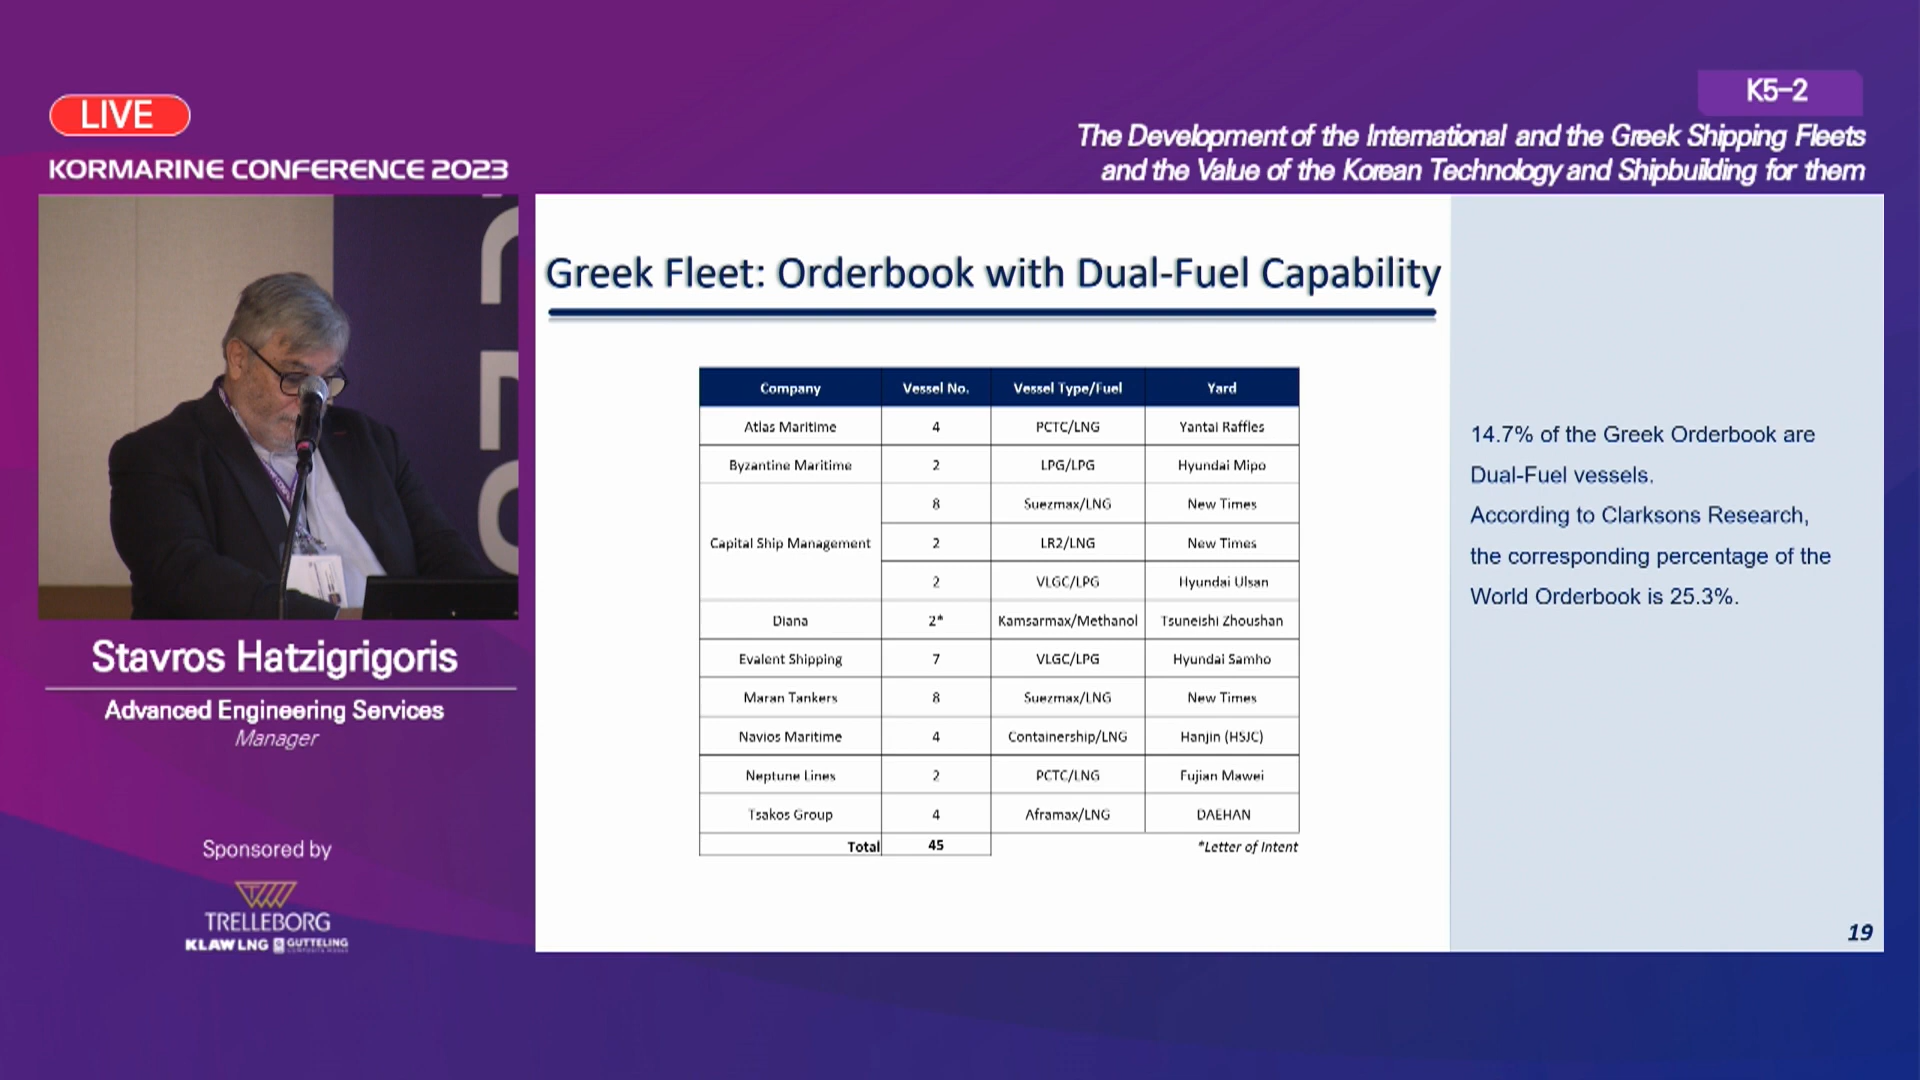 LIVE
KORMARINE CONFERENCE 2023
K5-2
The Development of the International and the Greek Shipping Fleets
and the Value of the Korean Technology and Shipbuilding for them
Stavros Hatzigrigoris
Advanced Engineering Services
Manager
Sponsored by
TRELLEBORG
KLAW LNG GUTTELING
Greek Fleet: Orderbook with Dual-Fuel Capability
Company Vessel No. Vessel Type/Fuel Yard
Atlas Maritime 4 PCTC/LNG Yantai Raffles
Byzantine Maritime 2 LPG/LPG Hyundai Mipo
8 Suezmax/LNG New Times
Capital Ship Management 2 LR2/LNG New Times
2 VLGC/LPG Hyundai Ulsan
Diana 2* Kamsarmax/Methanol Tsuneishi Zhoushan
Evalent Shipping 7 VLGC/LPG Hyundai Samho
Maran Tankers 8 Suezmax/LNG New Times
Navios Maritime 4 Containership/LNG Hanjin (HSJC)
Neptune Lines 2 PCTC/LNG Fujian Mawei
Tsakos Group 4 Aframax/LNG DAEHAN
Total 45 *Letter of Intent
14.7% of the Greek Orderbook are
Dual-Fuel vessels.
According to Clarksons Research,
the corresponding percentage of the
World Orderbook is 25.3%.
19